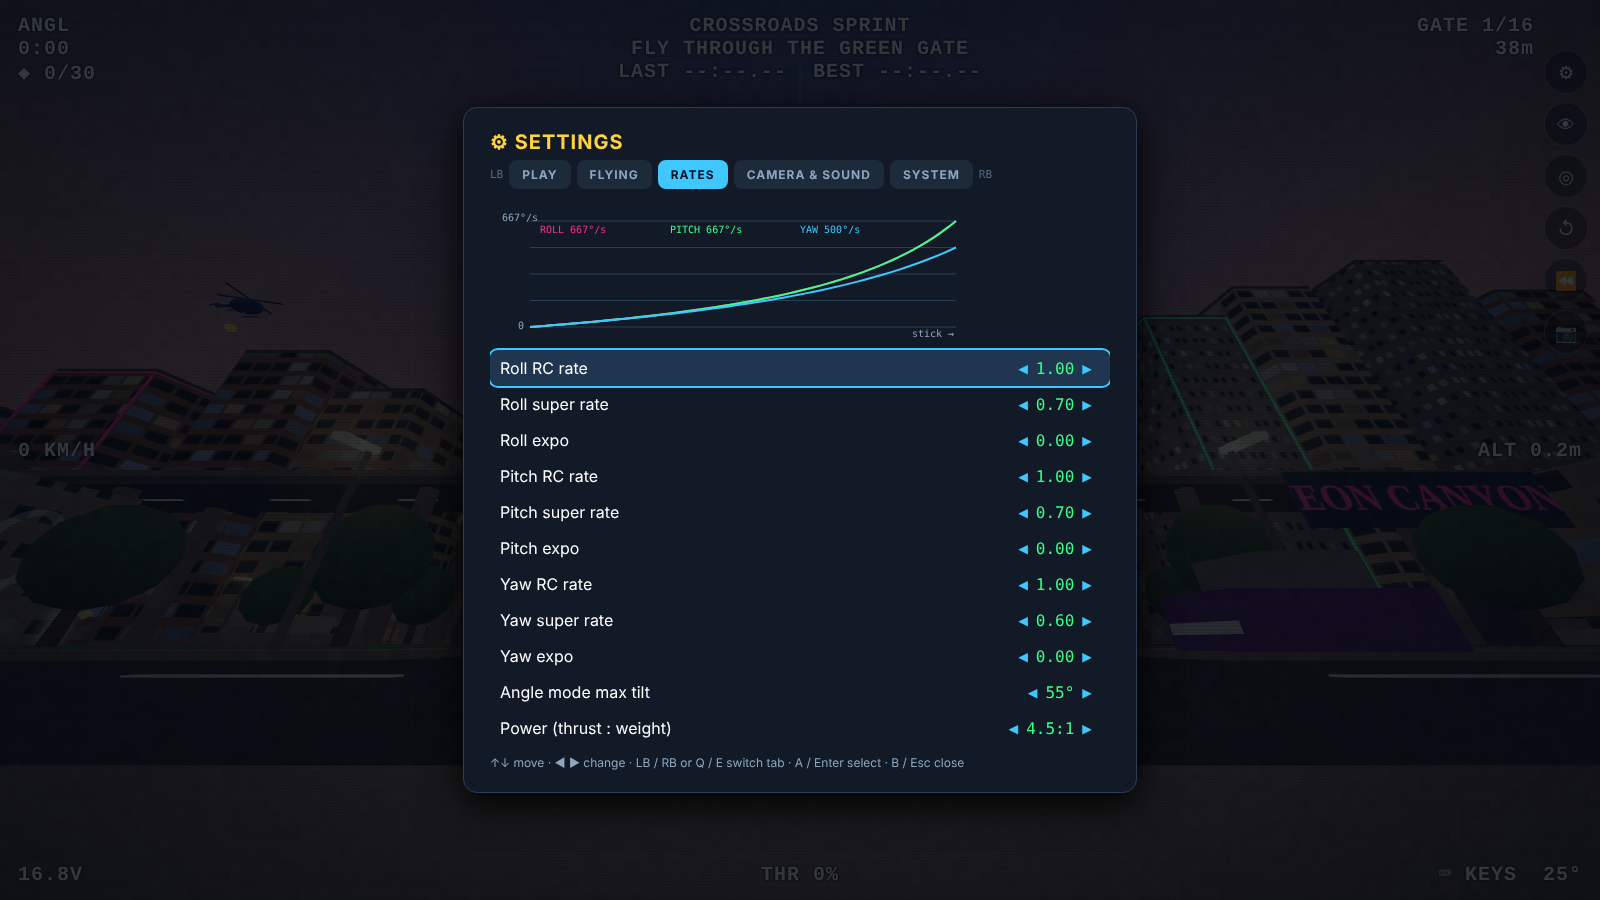 ANGL
0:00
◆ 0/30
CROSSROADS SPRINT
FLY THROUGH THE GREEN GATE
LAST --:--.-- BEST --:--.--
GATE 1/16
38m
⚙ SETTINGS
LB PLAY FLYING RATES CAMERA & SOUND SYSTEM RB
667°/s
ROLL 667°/s PITCH 667°/s YAW 500°/s
0
stick →
Roll RC rate ◀ 1.00 ▶
Roll super rate ◀ 0.70 ▶
Roll expo ◀ 0.00 ▶
Pitch RC rate ◀ 1.00 ▶
Pitch super rate ◀ 0.70 ▶
Pitch expo ◀ 0.00 ▶
Yaw RC rate ◀ 1.00 ▶
Yaw super rate ◀ 0.60 ▶
Yaw expo ◀ 0.00 ▶
Angle mode max tilt ◀ 55° ▶
Power (thrust : weight) ◀ 4.5:1 ▶
↑↓ move · ◀ ▶ change · LB / RB or Q / E switch tab · A / Enter select · B / Esc close
0 KM/H
ALT 0.2m
EON CANYON
16.8V
THR 0%
⌨ KEYS 25°